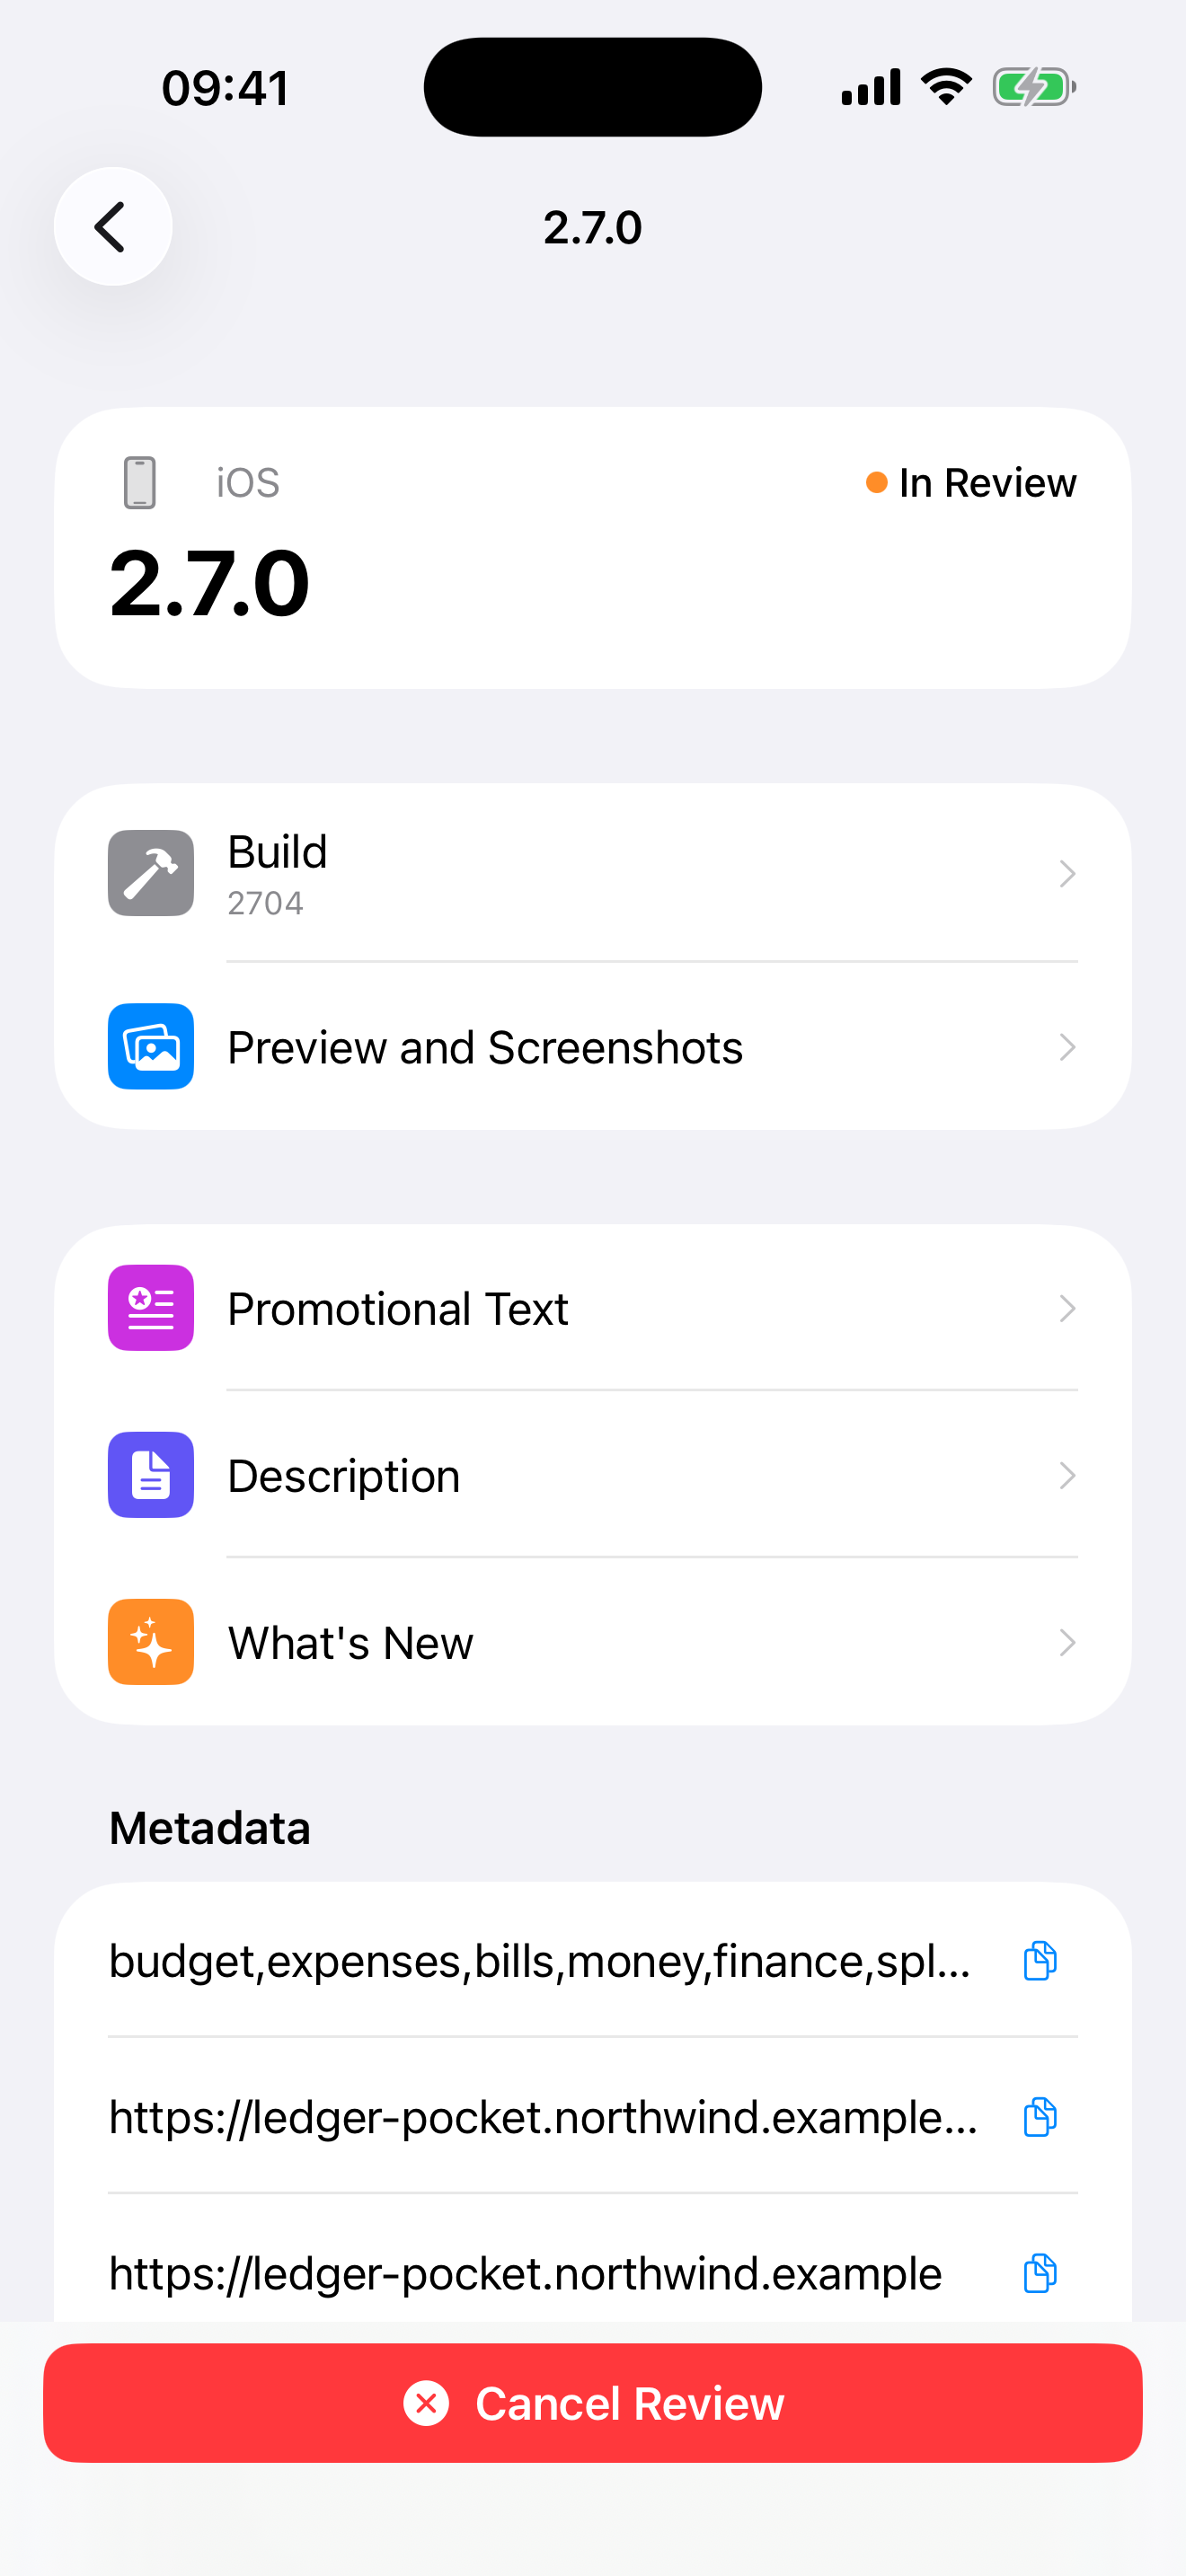 09:41
2.7.0
iOS
In Review
2.7.0
Build
2704
Preview and Screenshots
Promotional Text
Description
What's New
Metadata
budget,expenses,bills,money,finance,spl...
https://ledger-pocket.northwind.example...
https://ledger-pocket.northwind.example
Cancel Review